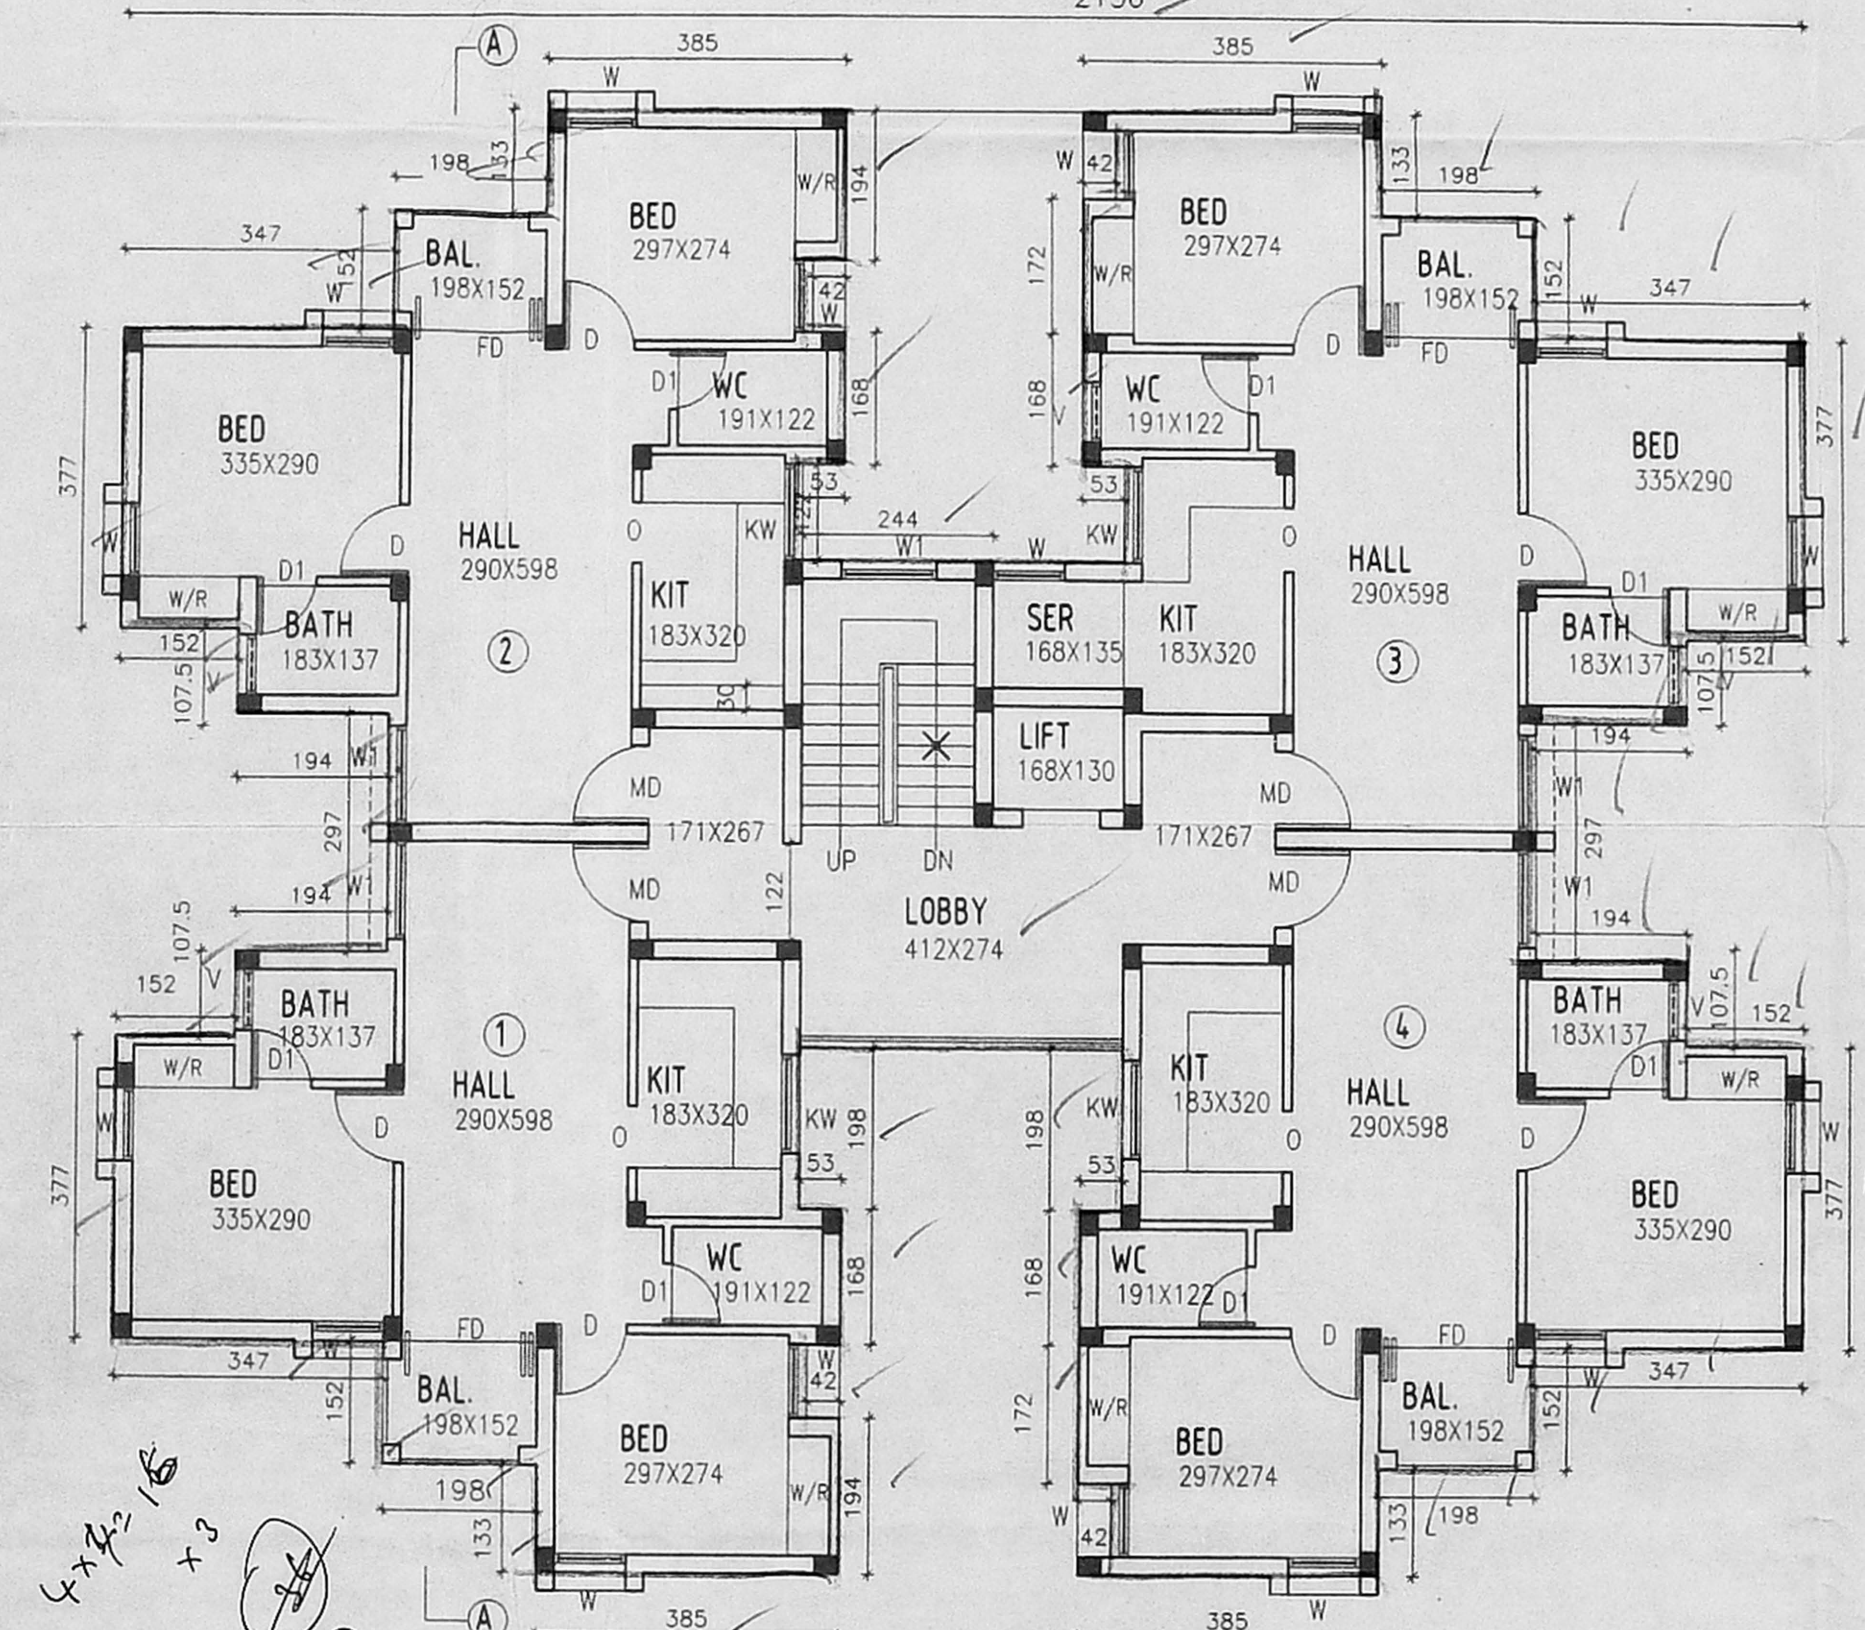 A
385
385
W
W
133
198
W/R
194
W
42
133
198
BED
297X274
BED
297X274
347
152
BAL.
198X152
172
W/R
BAL.
198X152
152
347
W
42
W
W
FD
D
D
FD
D1
WC
191X122
168
168
V
WC
191X122
D1
377
BED
335X290
BED
335X290
377
53
53
122
244
HALL
290X598
O
KW
W1
W
KW
O
HALL
290X598
W
D
D
W
D1
D1
W/R
BATH
183X137
KIT
183X320
SER
168X135
KIT
183X320
BATH
183X137
W/R
152
152
107.5
V
2
3
107.5
V
30
194
W1
LIFT
168X130
194
MD
MD
W1
297
171X267
171X267
297
UP
DN
194
W1
MD
122
MD
W1
194
LOBBY
412X274
107.5
V
152
BATH
183X137
1
4
BATH
183X137
V
107.5
152
W/R
D1
HALL
290X598
KIT
183X320
KIT
183X320
HALL
290X598
D1
W/R
W
D
O
KW
198
198
KW
O
D
W
53
53
377
BED
335X290
BED
335X290
377
WC
191X122
168
168
WC
191X122
D1
D1
FD
D
D
FD
347
W
W
42
W
347
152
BAL.
198X152
172
W/R
BAL.
198X152
152
BED
297X274
BED
297X274
W/R
194
198
133
W
42
133
198
A
W
W
385
385